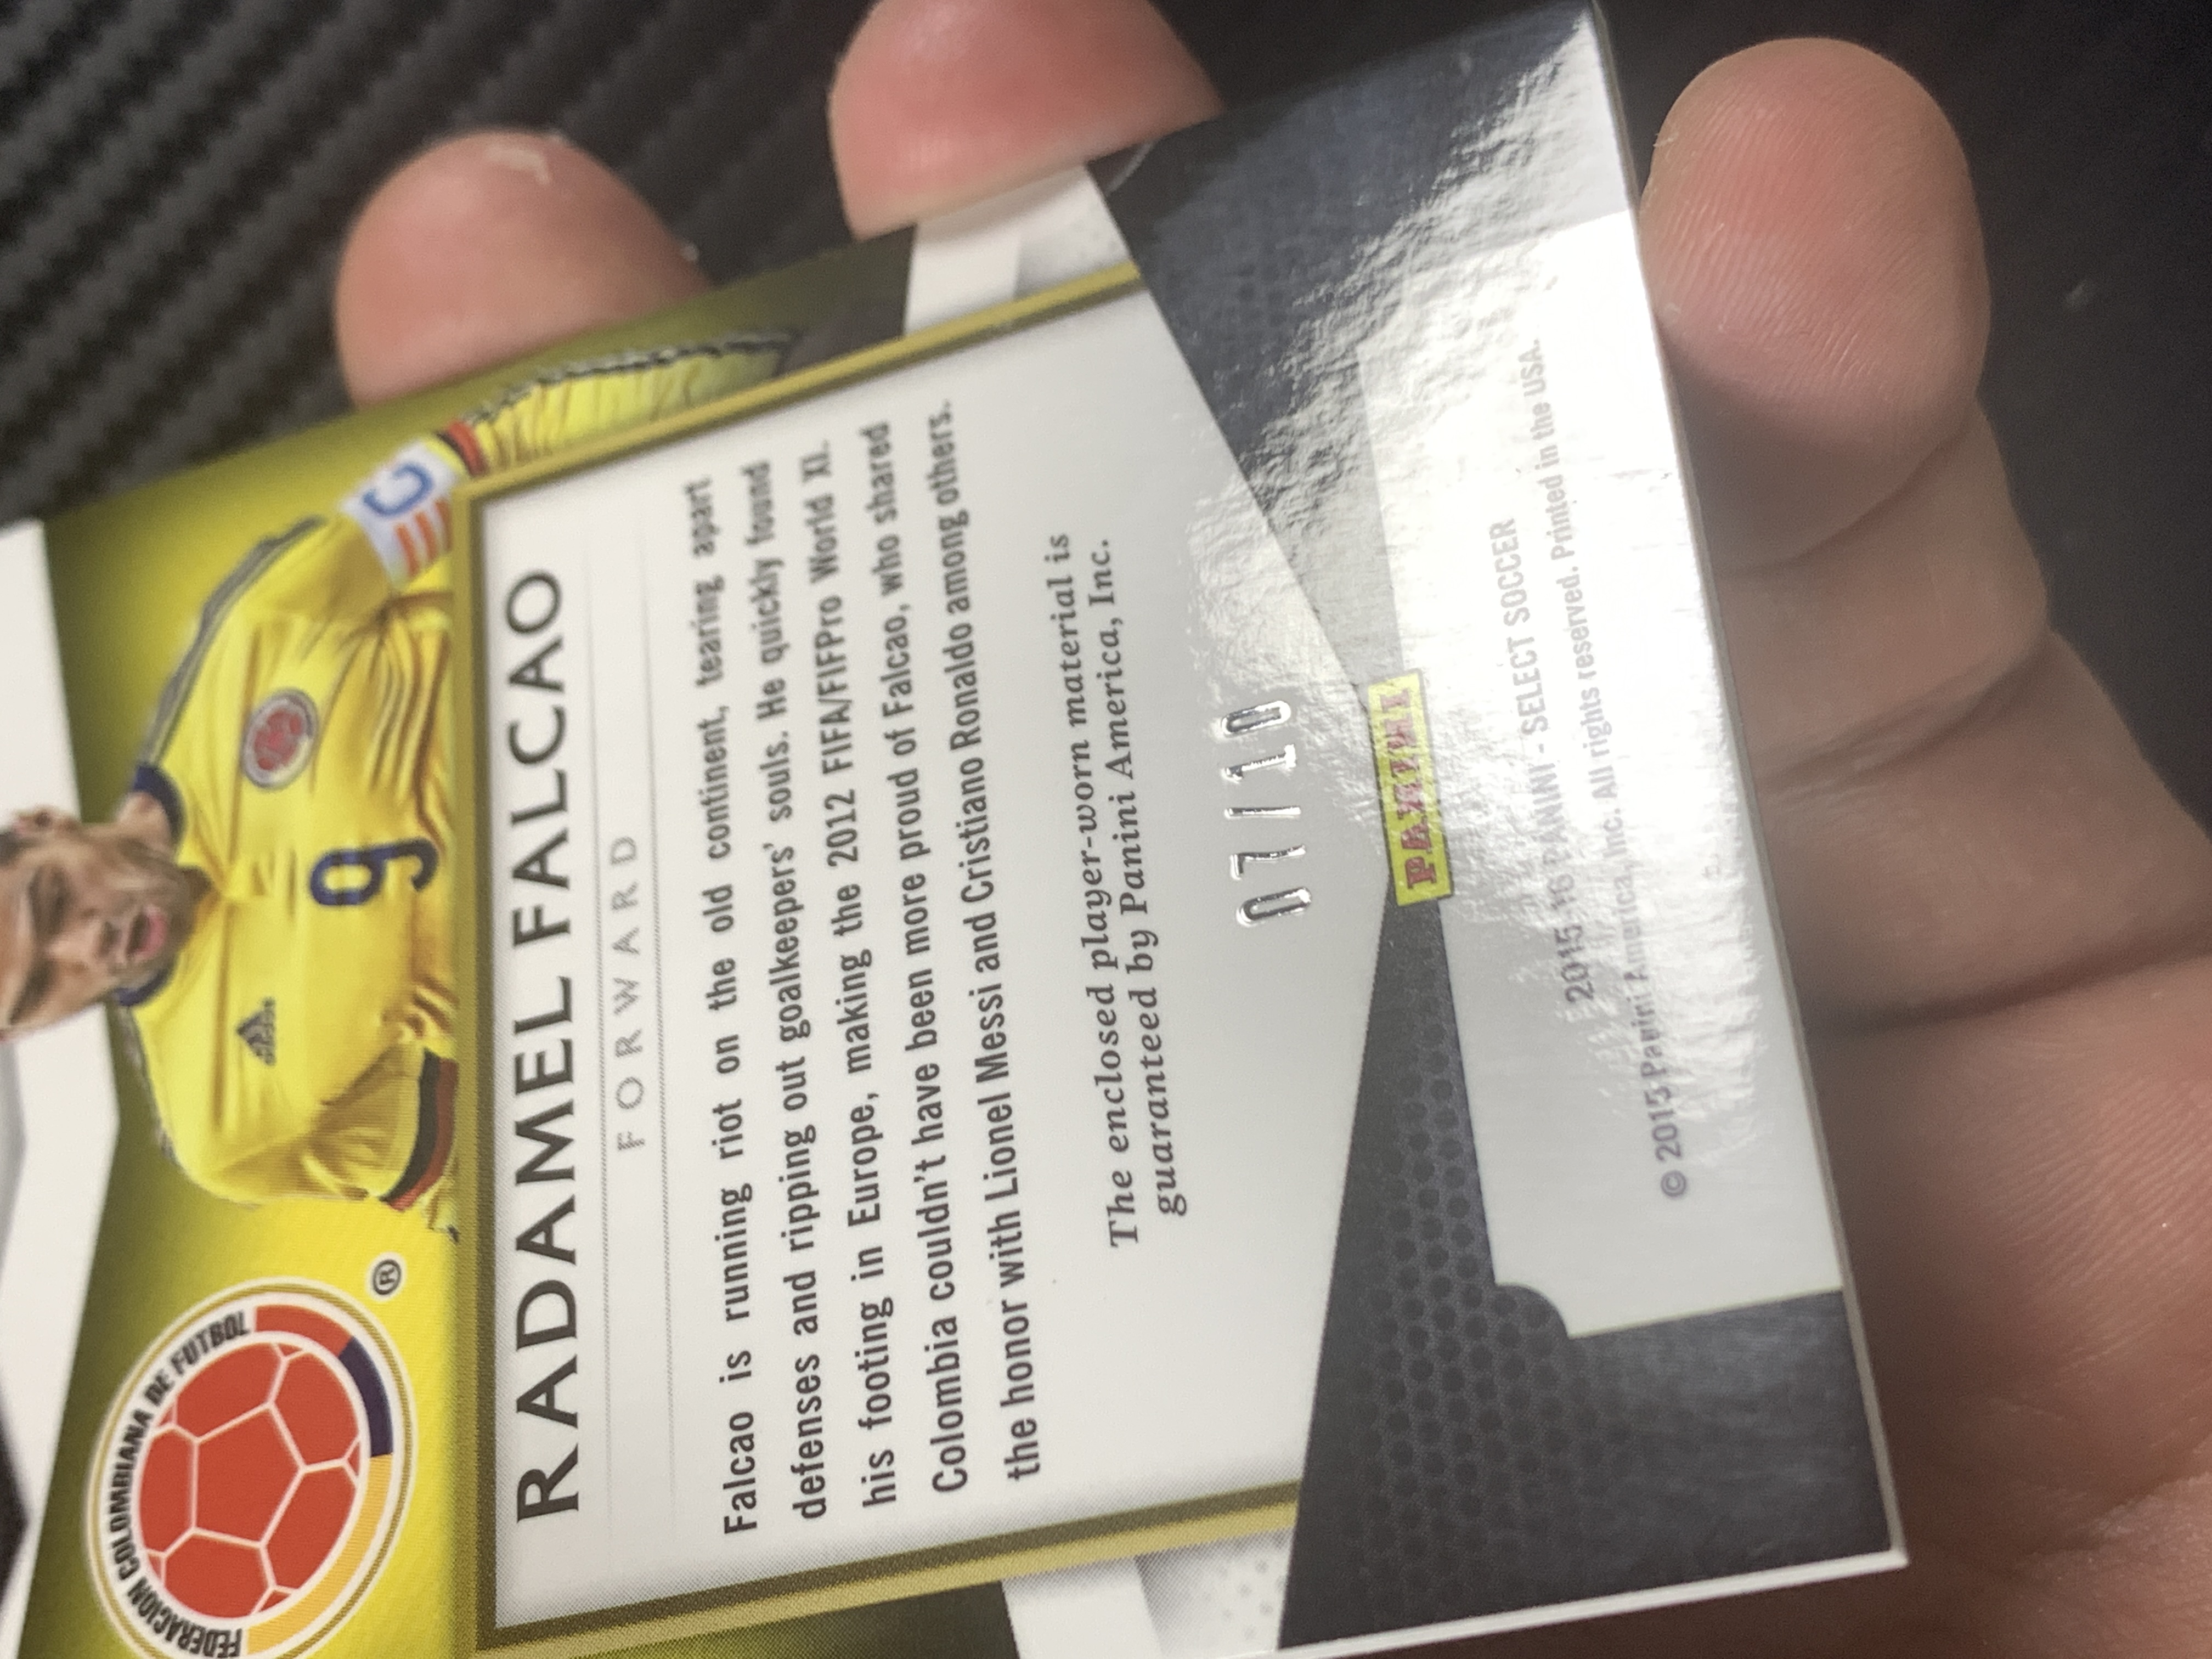 FEDERACION COLOMBIANA DE FUTBOL
®
C
adidas
9
RADAMEL FALCAO
FORWARD
Falcao is running riot on the old continent, tearing apart
defenses and ripping out goalkeepers' souls. He quickly found
his footing in Europe, making the 2012 FIFA/FIFPro World XI.
Colombia couldn't have been more proud of Falcao, who shared
the honor with Lionel Messi and Cristiano Ronaldo among others.
The enclosed player-worn material is
guaranteed by Panini America, Inc.
07/10
PANINI
2015-16 PANINI - SELECT SOCCER
© 2015 Panini America, Inc. All rights reserved. Printed in the USA.